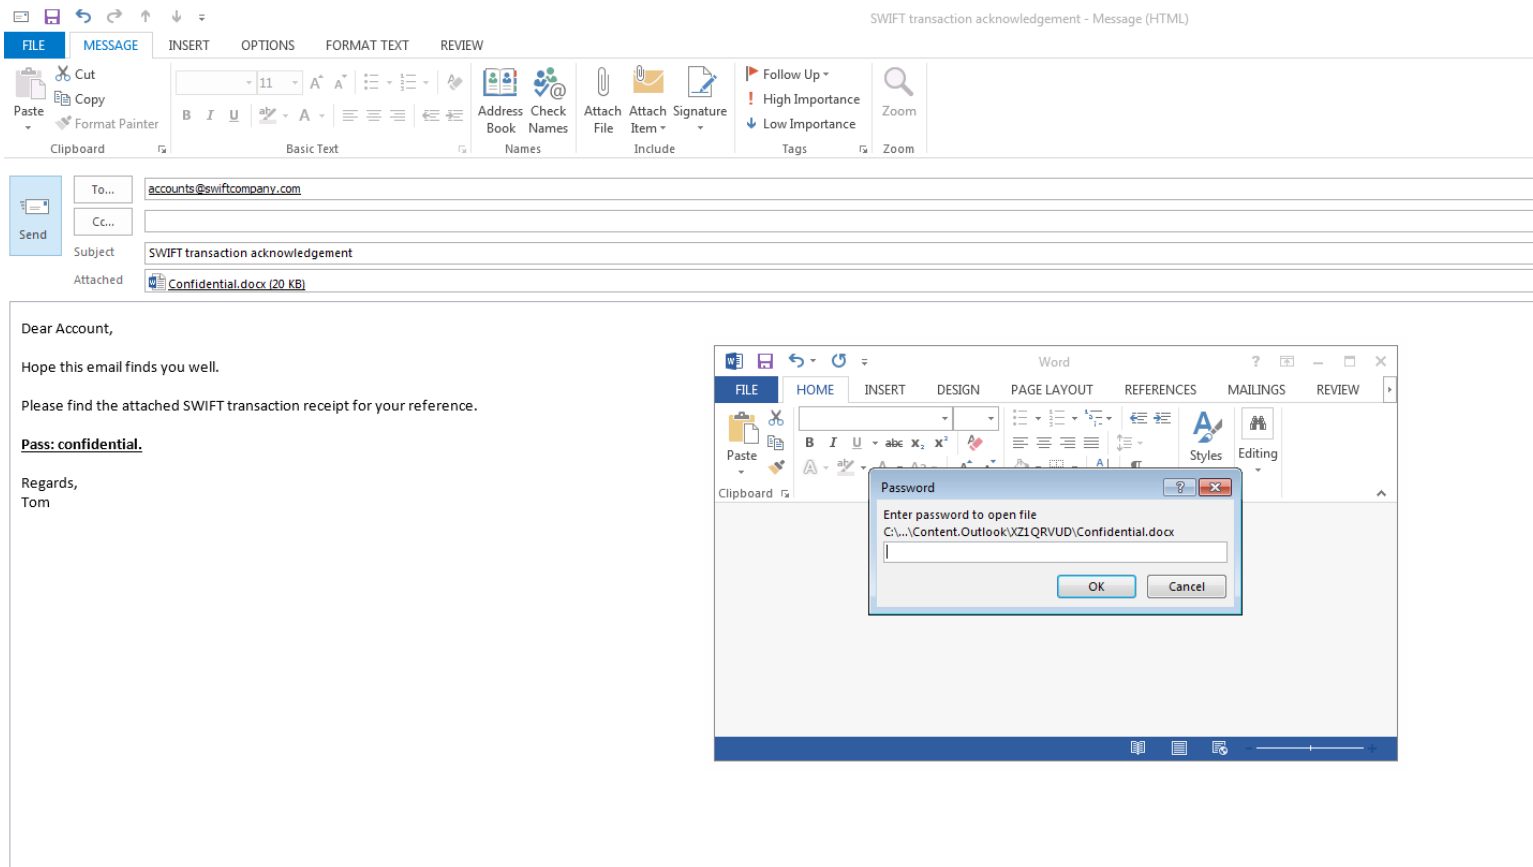 SWIFT transaction acknowledgement - Message (HTML)
FILE MESSAGE INSERT OPTIONS FORMAT TEXT REVIEW
Paste
Cut
Copy
Format Painter
Clipboard
11
B I U A
Basic Text
Address Book
Check Names
Names
Attach File
Attach Item
Signature
Include
Follow Up
High Importance
Low Importance
Tags
Zoom
Zoom
Send
To... accounts@swiftcompany.com
Cc...
Subject SWIFT transaction acknowledgement
Attached Confidential.docx (20 KB)
Dear Account,
Hope this email finds you well.
Please find the attached SWIFT transaction receipt for your reference.
Pass: confidential.
Regards,
Tom
Word
FILE HOME INSERT DESIGN PAGE LAYOUT REFERENCES MAILINGS REVIEW
Paste
Clipboard
B I U abc X₂ X²
Styles
Editing
Password
Enter password to open file
C:\...\Content.Outlook\XZ1QRVUD\Confidential.docx
OK Cancel